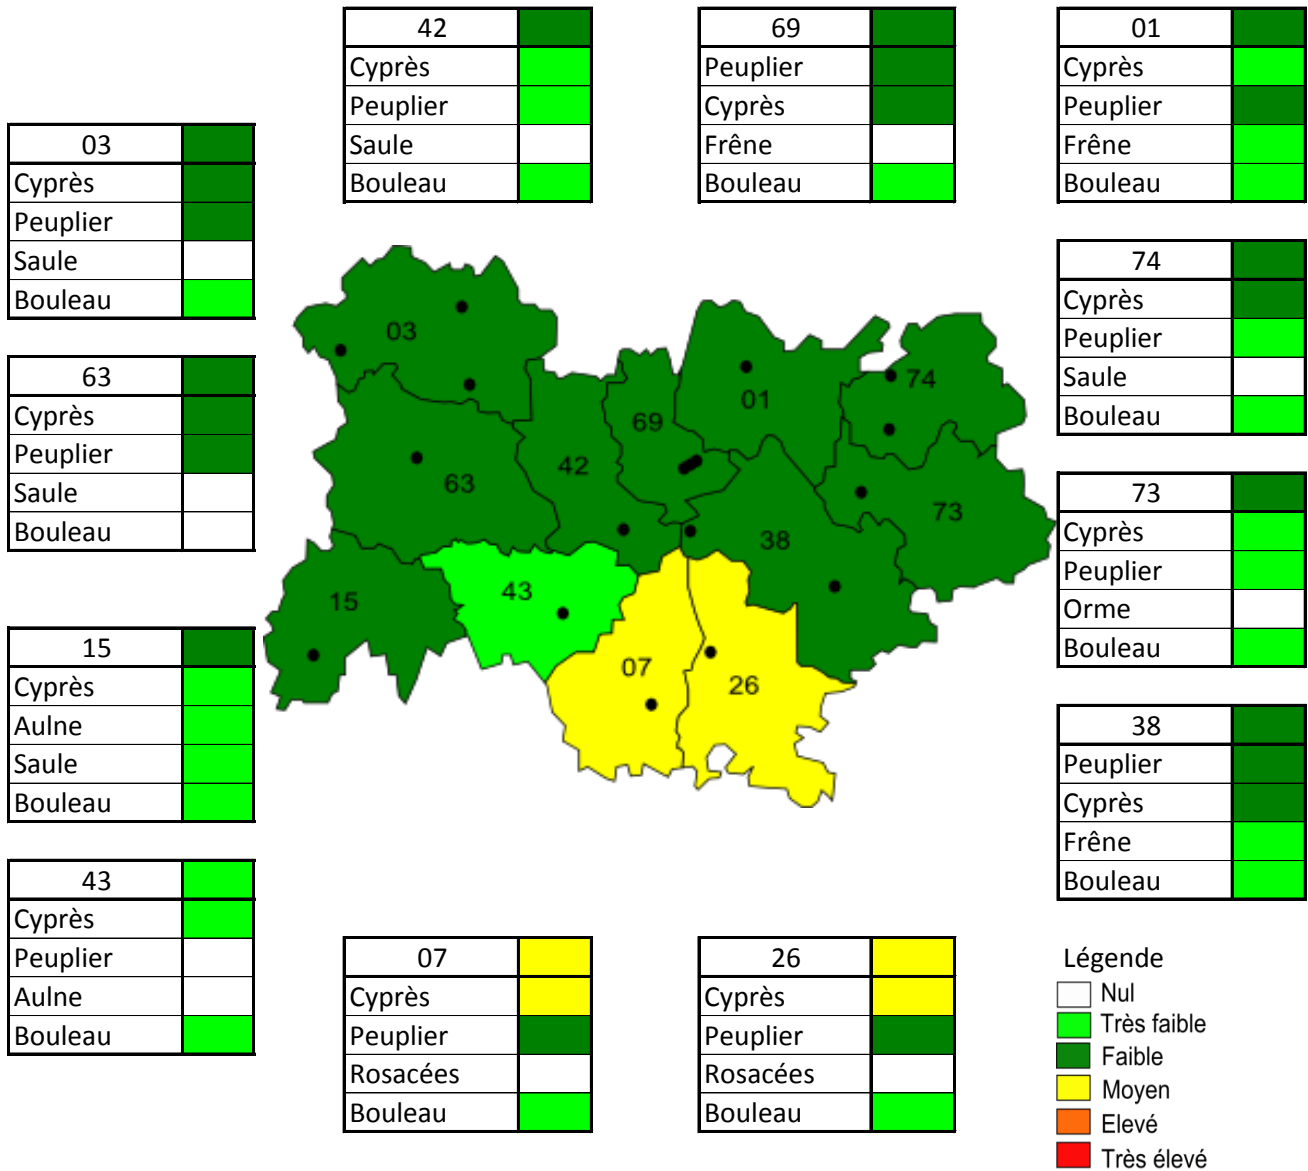 42
Cyprès
Peuplier
Saule
Bouleau
69
Peuplier
Cyprès
Frêne
Bouleau
01
Cyprès
Peuplier
Frêne
Bouleau
03
Cyprès
Peuplier
Saule
Bouleau
63
Cyprès
Peuplier
Saule
Bouleau
15
Cyprès
Aulne
Saule
Bouleau
43
Cyprès
Peuplier
Aulne
Bouleau
03
74
01
69
42
63
73
38
43
15
07
26
74
Cyprès
Peuplier
Saule
Bouleau
73
Cyprès
Peuplier
Orme
Bouleau
38
Peuplier
Cyprès
Frêne
Bouleau
07
Cyprès
Peuplier
Rosacées
Bouleau
26
Cyprès
Peuplier
Rosacées
Bouleau
Légende
Nul
Très faible
Faible
Moyen
Elevé
Très élevé